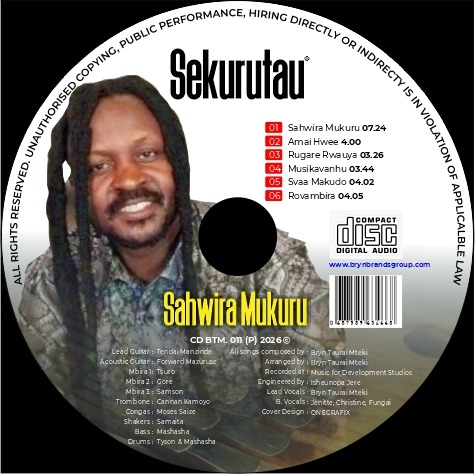 ALL RIGHTS RESERVED. UNAUTHORISED COPYING, PUBLIC PERFORMANCE, HIRING DIRECTLY OR INDIRECTY IS IN VIOLATION OF APPLICALBLE LAW
Sekurutau®
01 Sahwira Mukuru 07.24
02 Amai Hwee 4.00
03 Rugare Rwauya 03.26
04 Musikavanhu 03.44
05 Svaa Makudo 04.02
06 Rovambira 04.05
COMPACT
disc
DIGITAL AUDIO
www.brynbrandsgroup.com
Sahwira Mukuru
CD BTM. 011 (P) 2026 ©
Lead Guitar : Tendai Manzinde
Acoustic Guitar : Forward Mazuruse
Mbira 1 : Tsuro
Mbira 2 : Gore
Mbira 3 : Samson
Trombone : Cannan Kamoyo
Congas : Moses Saize
Shakers : Samaita
Bass : Mashasha
Drums : Tyson & Mashasha
All songs composed by : Bryn Taurai Mteki
Arranged by : Bryn Taurai Mteki
Recorded at : Music for Development Studios
Engineered by : Ishaunopa Jere
Lead Vocals : Bryn Taurai Mteki
B. Vocals : Jenitte, Christine, Fungai
Cover Design : ONEGRAFIX